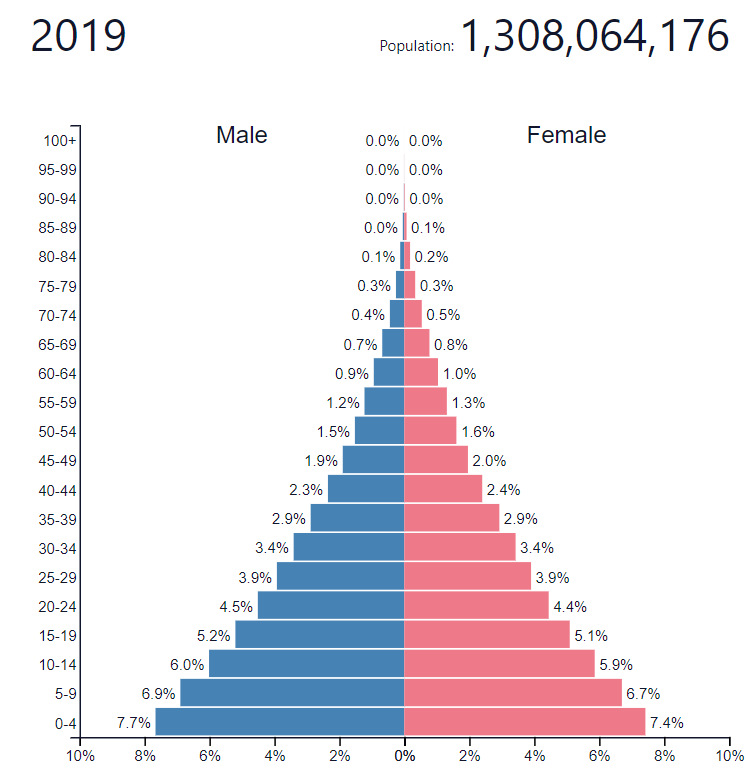 2019 Population: 1,308,064,176
Male Female
100+ 0.0% 0.0%
95-99 0.0% 0.0%
90-94 0.0% 0.0%
85-89 0.0% 0.1%
80-84 0.1% 0.2%
75-79 0.3% 0.3%
70-74 0.4% 0.5%
65-69 0.7% 0.8%
60-64 0.9% 1.0%
55-59 1.2% 1.3%
50-54 1.5% 1.6%
45-49 1.9% 2.0%
40-44 2.3% 2.4%
35-39 2.9% 2.9%
30-34 3.4% 3.4%
25-29 3.9% 3.9%
20-24 4.5% 4.4%
15-19 5.2% 5.1%
10-14 6.0% 5.9%
5-9 6.9% 6.7%
0-4 7.7% 7.4%
10% 8% 6% 4% 2% 0% 2% 4% 6% 8% 10%